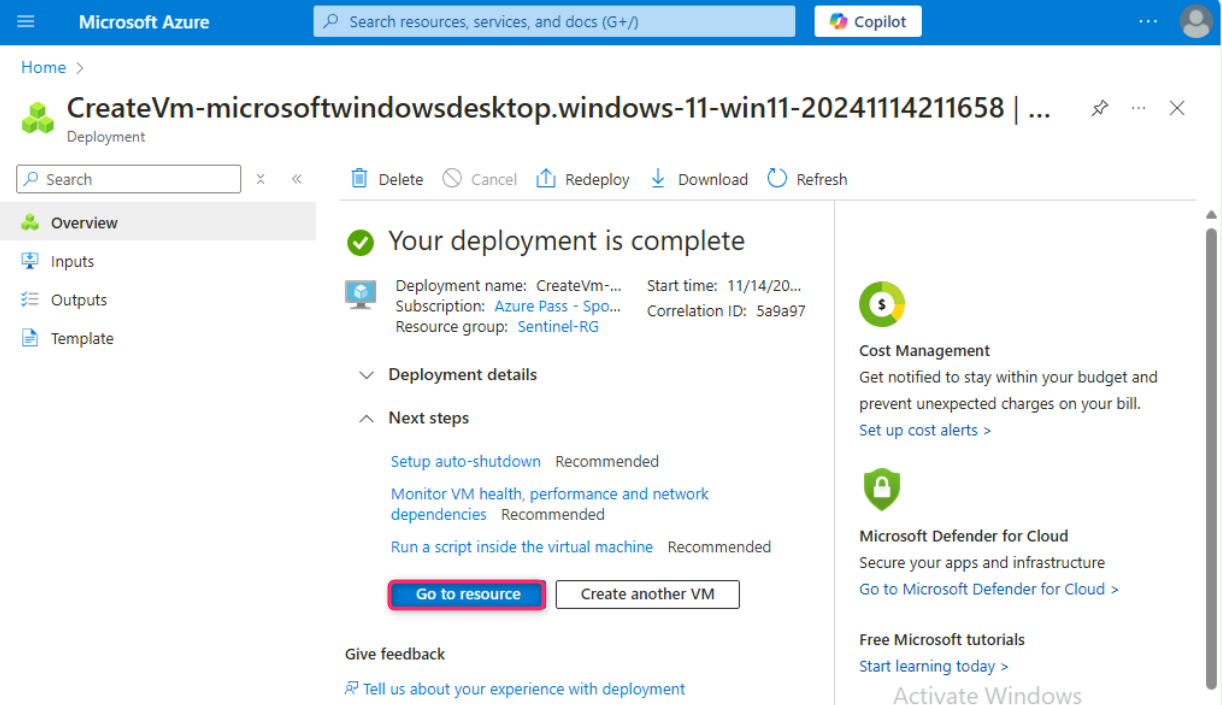 Microsoft Azure
Search resources, services, and docs (G+/)
Copilot
...
Home >
CreateVm-microsoftwindowsdesktop.windows-11-win11-20241114211658 | ...
Deployment
Search
Delete
Cancel
Redeploy
Download
Refresh
Overview
Inputs
Outputs
Template
Your deployment is complete
Deployment name: CreateVm-...
Subscription: Azure Pass - Spo...
Resource group: Sentinel-RG
Start time: 11/14/20...
Correlation ID: 5a9a97
Deployment details
Next steps
Setup auto-shutdown Recommended
Monitor VM health, performance and network
dependencies Recommended
Run a script inside the virtual machine Recommended
Go to resource
Create another VM
Give feedback
Tell us about your experience with deployment
$
Cost Management
Get notified to stay within your budget and
prevent unexpected charges on your bill.
Set up cost alerts >
Microsoft Defender for Cloud
Secure your apps and infrastructure
Go to Microsoft Defender for Cloud >
Free Microsoft tutorials
Start learning today >
Activate Windows